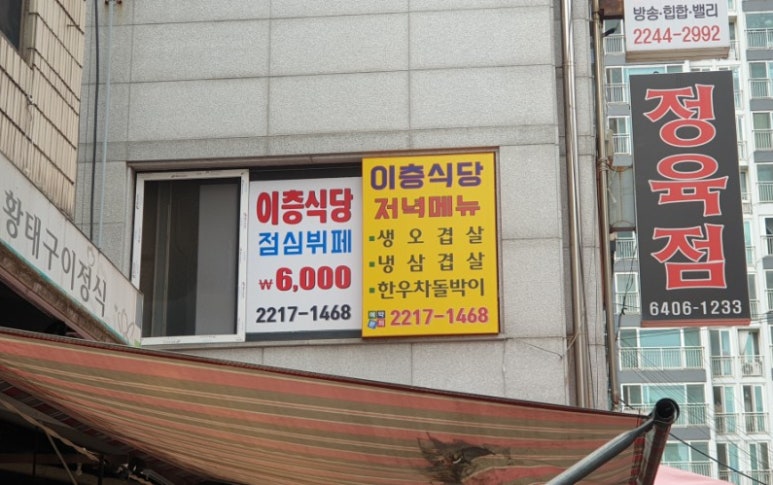 방송·힙합·밸리
2244-2992
정육점
6406-1233
황태구이정식
이층식당
점심뷔페
₩6,000
2217-1468
이층식당
저녁메뉴
생오겹살
냉삼겹살
한우차돌박이
예약
2217-1468